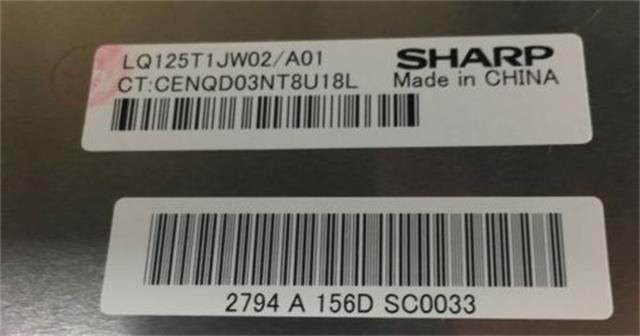 LQ125T1JW02/A01 SHARP
CT:CENQD03NT8U18L Made in CHINA
2794 A 156D SC0033